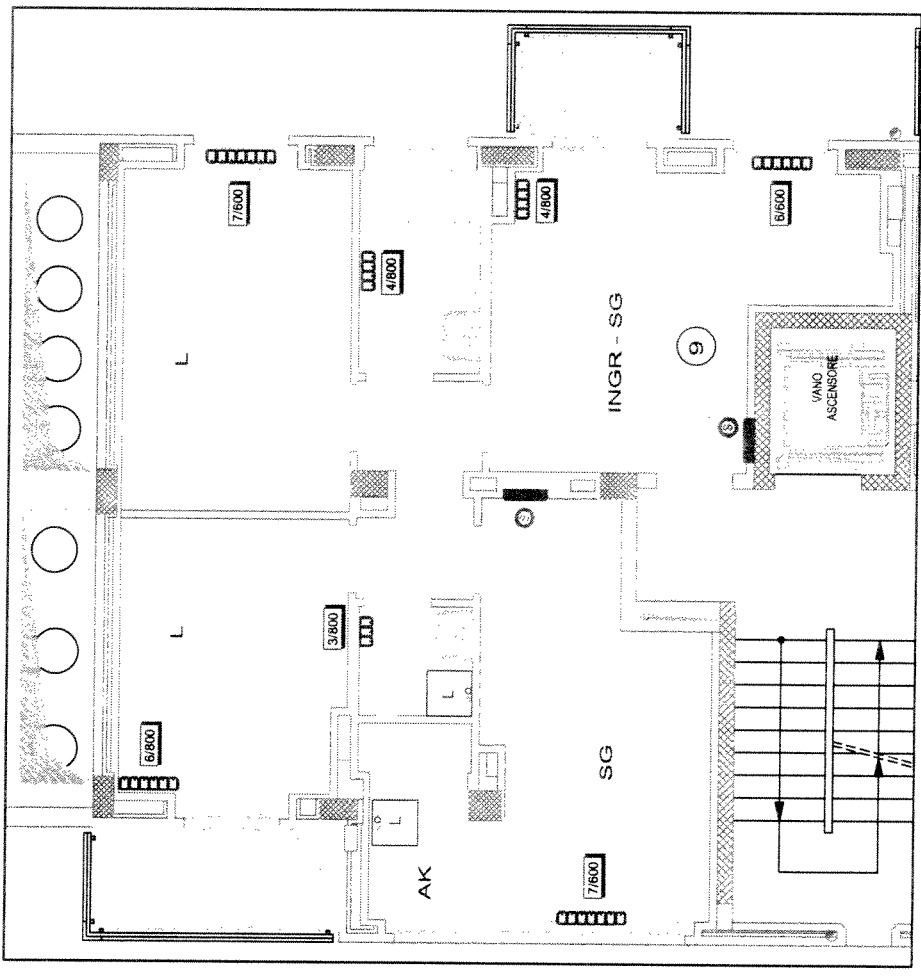 6/800
L
L
7/600
3/800
4/800
L
AK
L
4/800
7/600
SG
INGR - SG
9
6/600
VANO
ASCENSORE